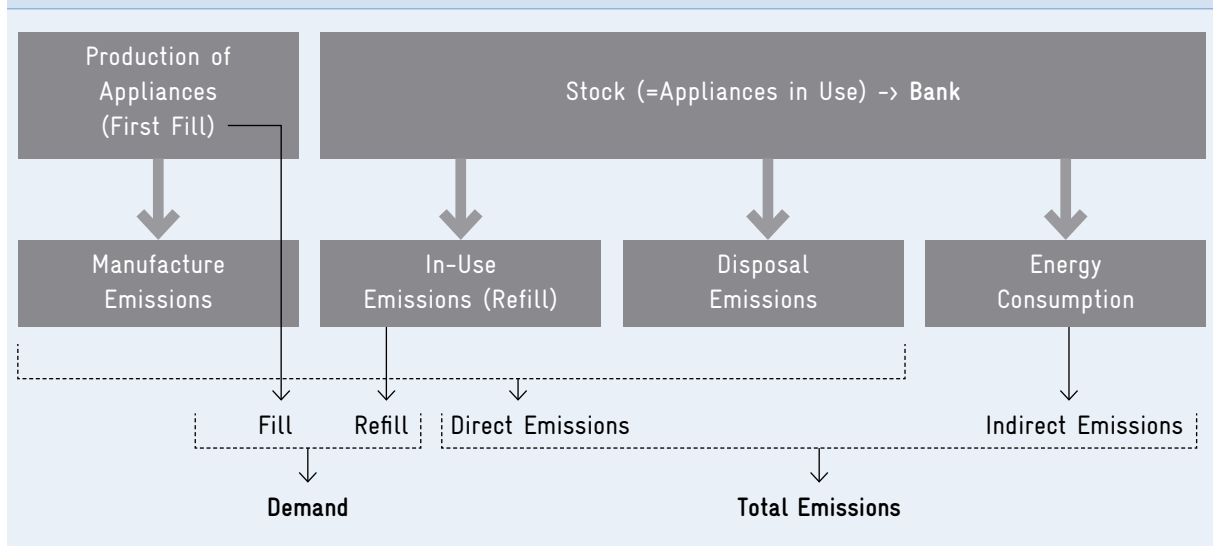 Production of
Appliances
(First Fill)
Stock (=Appliances in Use) -> Bank
Manufacture
Emissions
In-Use
Emissions (Refill)
Disposal
Emissions
Energy
Consumption
Fill
Refill
Direct Emissions
Indirect Emissions
Demand
Total Emissions